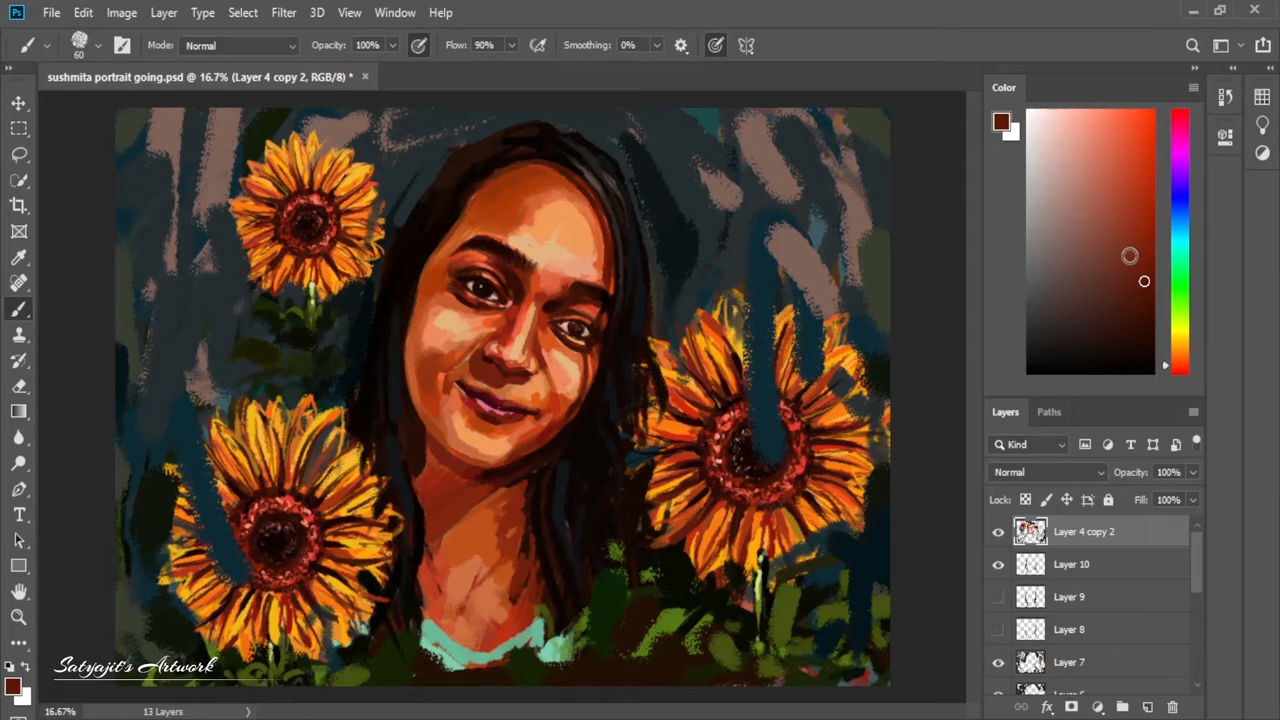 Ps File Edit Image Layer Type Select Filter 3D View Window Help
60 Mode: Normal Opacity: 100% Flow: 90% Smoothing: 0%
sushmita portrait going.psd @ 16.7% (Layer 4 copy 2, RGB/8) *
Color
Layers Paths
Kind
Normal Opacity: 100%
Lock: Fill: 100%
Layer 4 copy 2
Layer 10
Layer 9
Layer 8
Layer 7
Satyajit's Artwork
16.67% 13 Layers